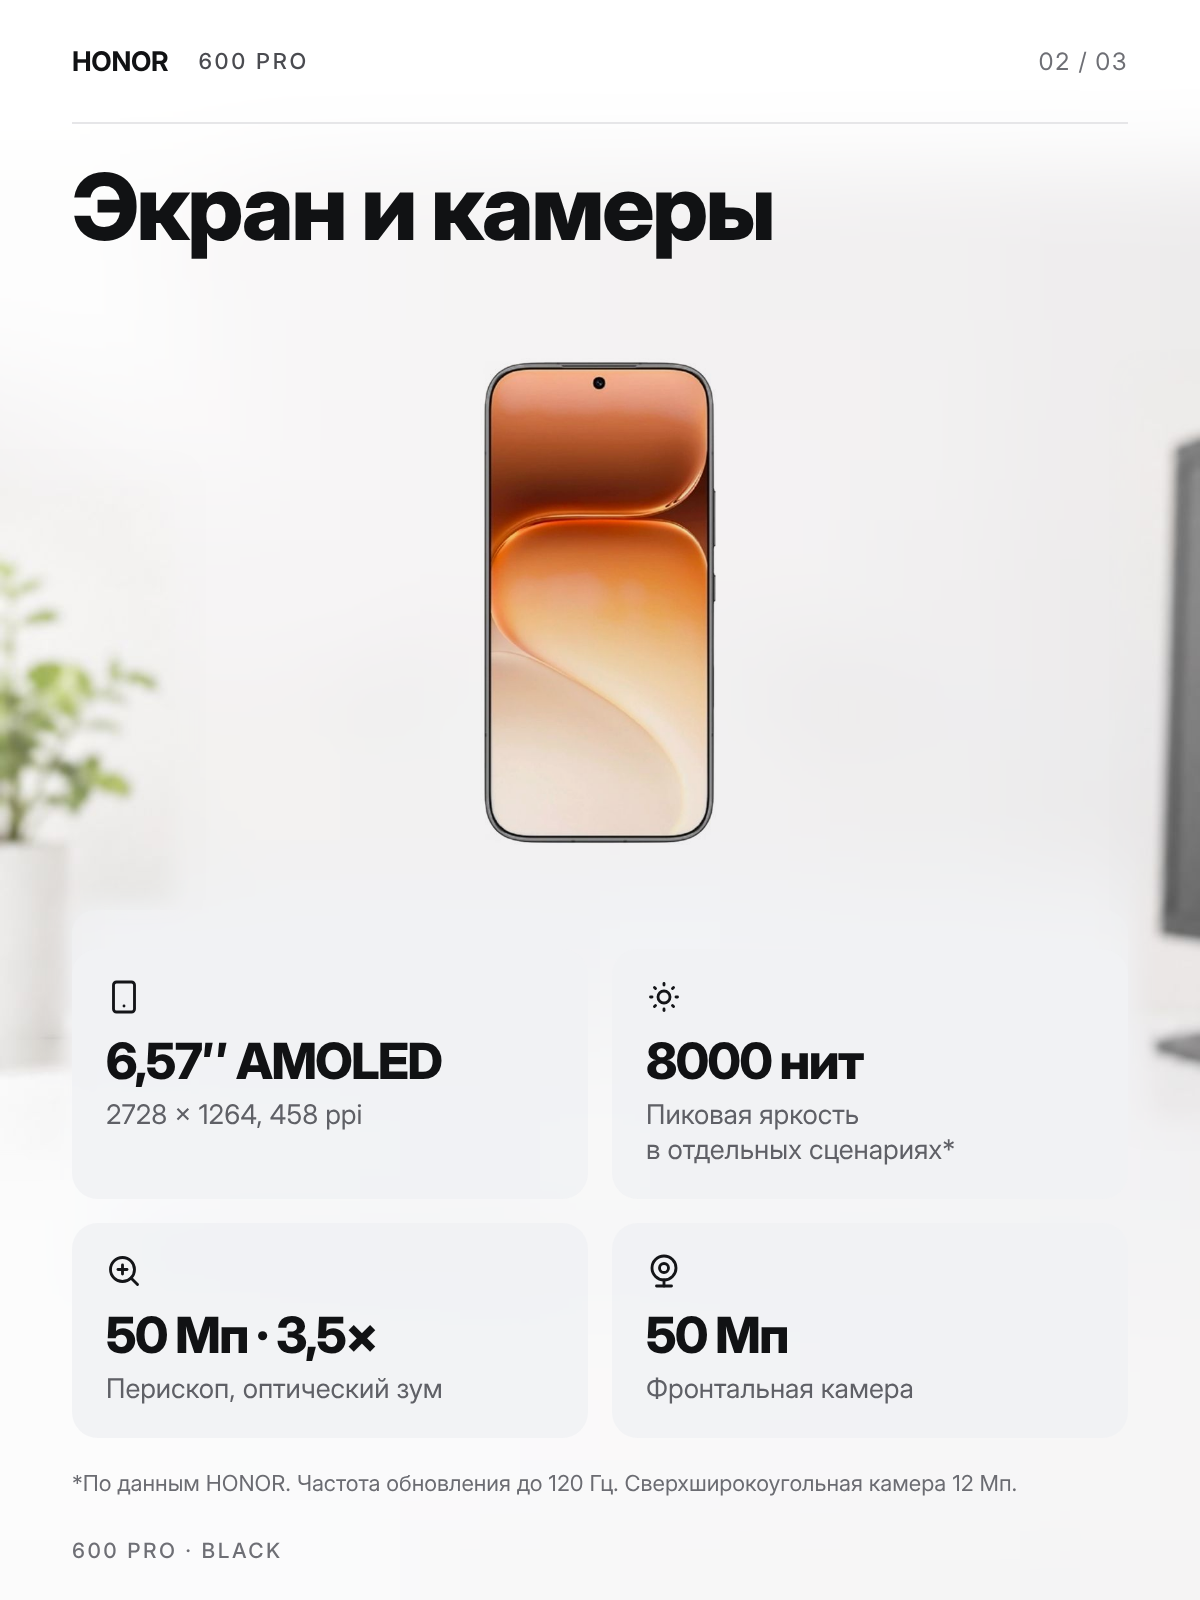 HONOR 600 PRO 02 / 03
Экран и камеры
6,57″ AMOLED
2728 × 1264, 458 ppi
8000 нит
Пиковая яркость
в отдельных сценариях*
50 Мп · 3,5×
Перископ, оптический зум
50 Мп
Фронтальная камера
*По данным HONOR. Частота обновления до 120 Гц. Сверхширокоугольная камера 12 Мп.
600 PRO · BLACK